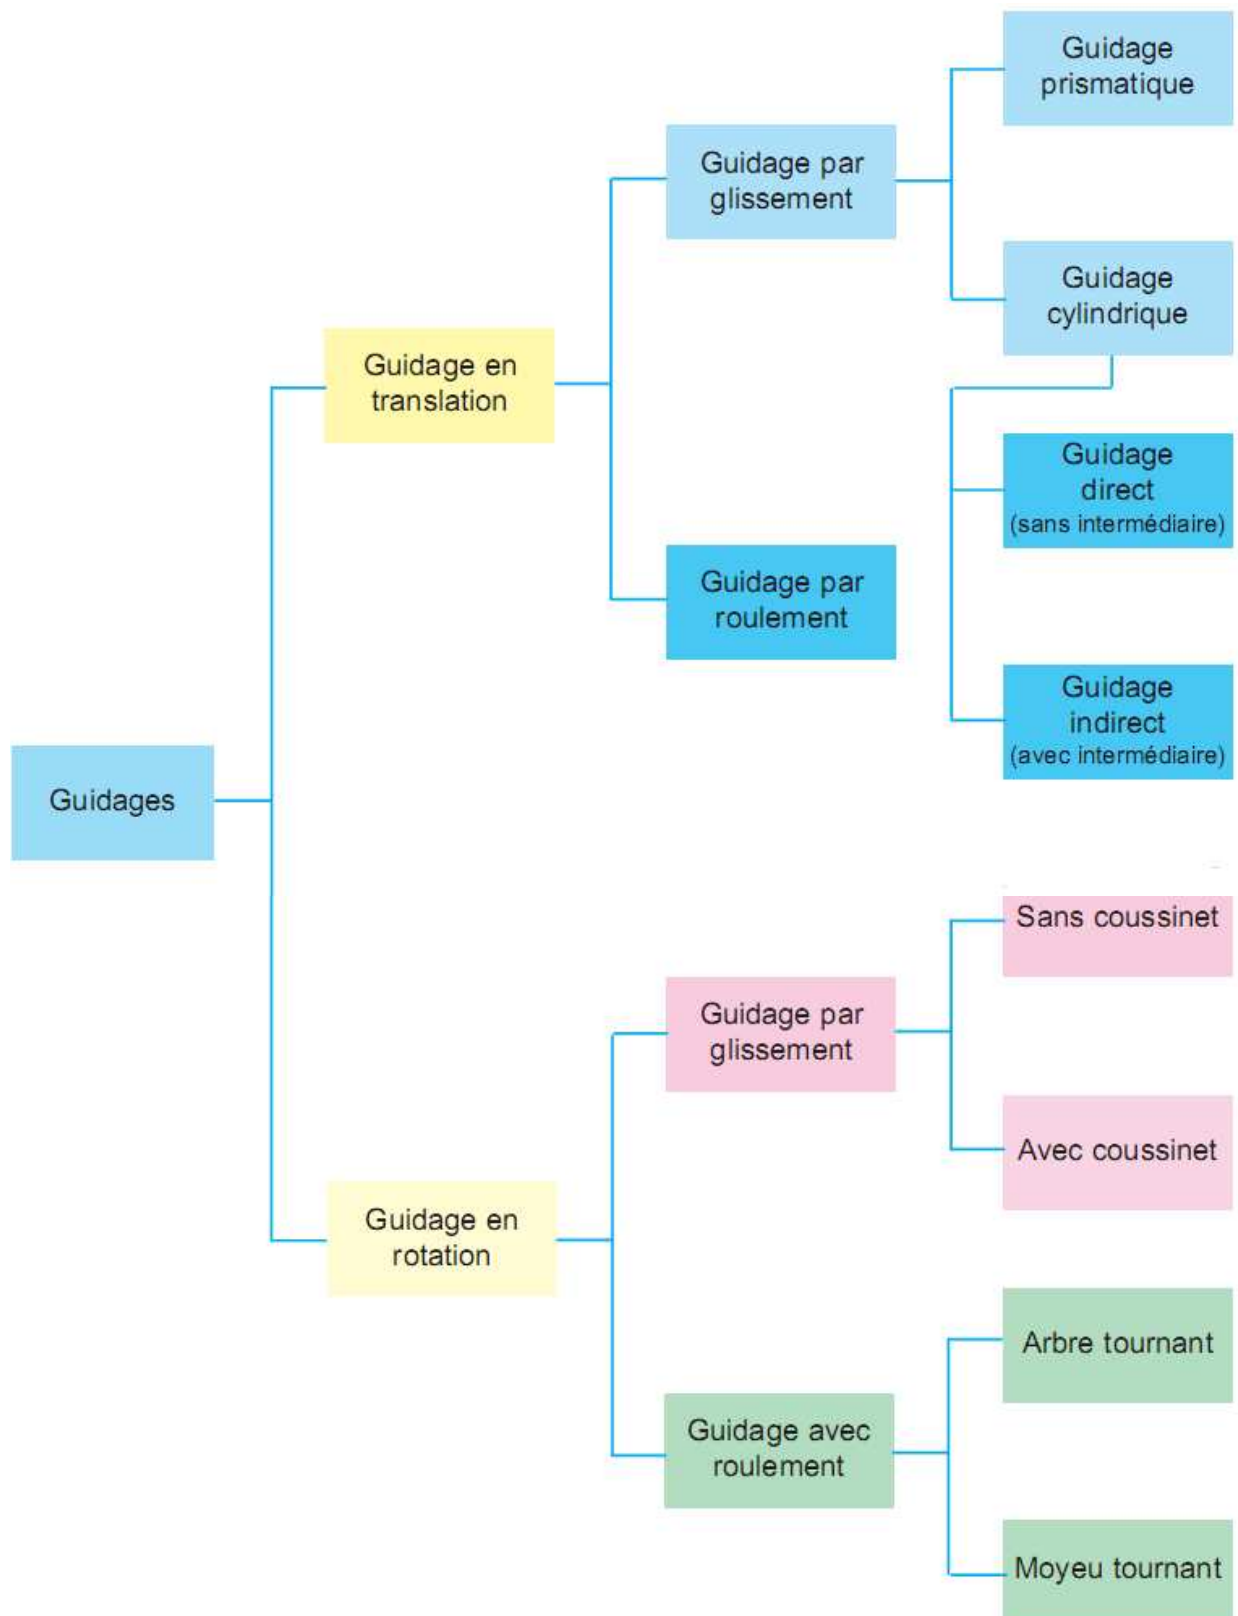 Guidage
prismatique
Guidage par
glissement
Guidage
cylindrique
Guidage en
translation
Guidage
direct
(sans intermédiaire)
Guidage par
roulement
Guidage
indirect
(avec intermédiaire)
Guidages
Sans coussinet
Guidage par
glissement
Avec coussinet
Guidage en
rotation
Arbre tournant
Guidage avec
roulement
Moyeu tournant